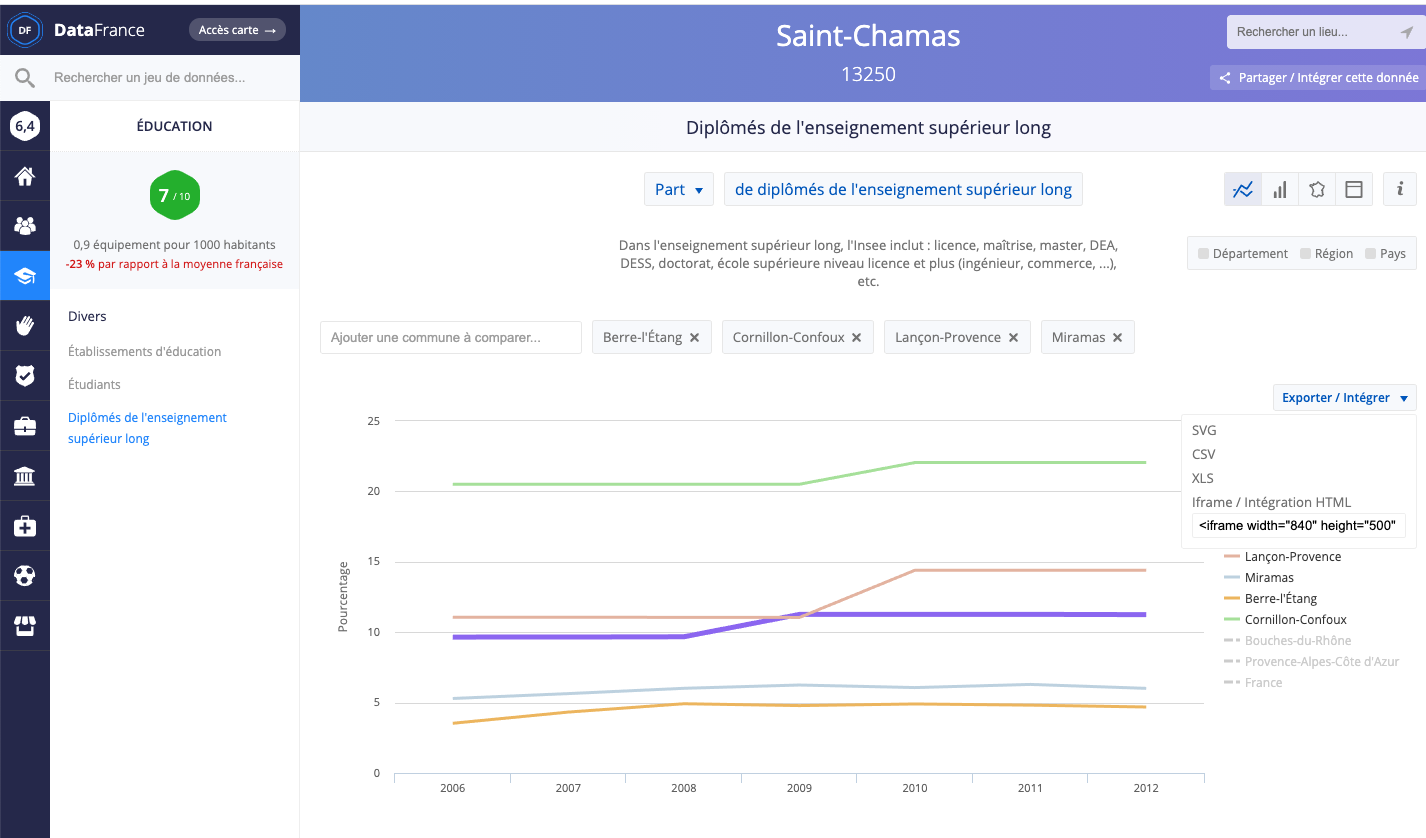 DF
DataFrance
Accès carte →
Saint-Chamas
Rechercher un lieu...
13250
Partager / Intégrer cette donnée
Rechercher un jeu de données...
6,4
ÉDUCATION
7 / 10
0,9 équipement pour 1000 habitants
-23 % par rapport à la moyenne française
Divers
Établissements d'éducation
Étudiants
Diplômés de l'enseignement
supérieur long
Diplômés de l'enseignement supérieur long
Part
de diplômés de l'enseignement supérieur long
i
Dans l'enseignement supérieur long, l'Insee inclut : licence, maîtrise, master, DEA,
DESS, doctorat, école supérieure niveau licence et plus (ingénieur, commerce, ...),
etc.
Département
Région
Pays
Ajouter une commune à comparer...
Berre-l'Étang
Cornillon-Confoux
Lançon-Provence
Miramas
Exporter / Intégrer
SVG
CSV
XLS
Iframe / Intégration HTML
<iframe width="840" height="500"
Lançon-Provence
Miramas
Berre-l'Étang
Cornillon-Confoux
Bouches-du-Rhône
Provence-Alpes-Côte d'Azur
France
Pourcentage
25
20
15
10
5
0
2006
2007
2008
2009
2010
2011
2012